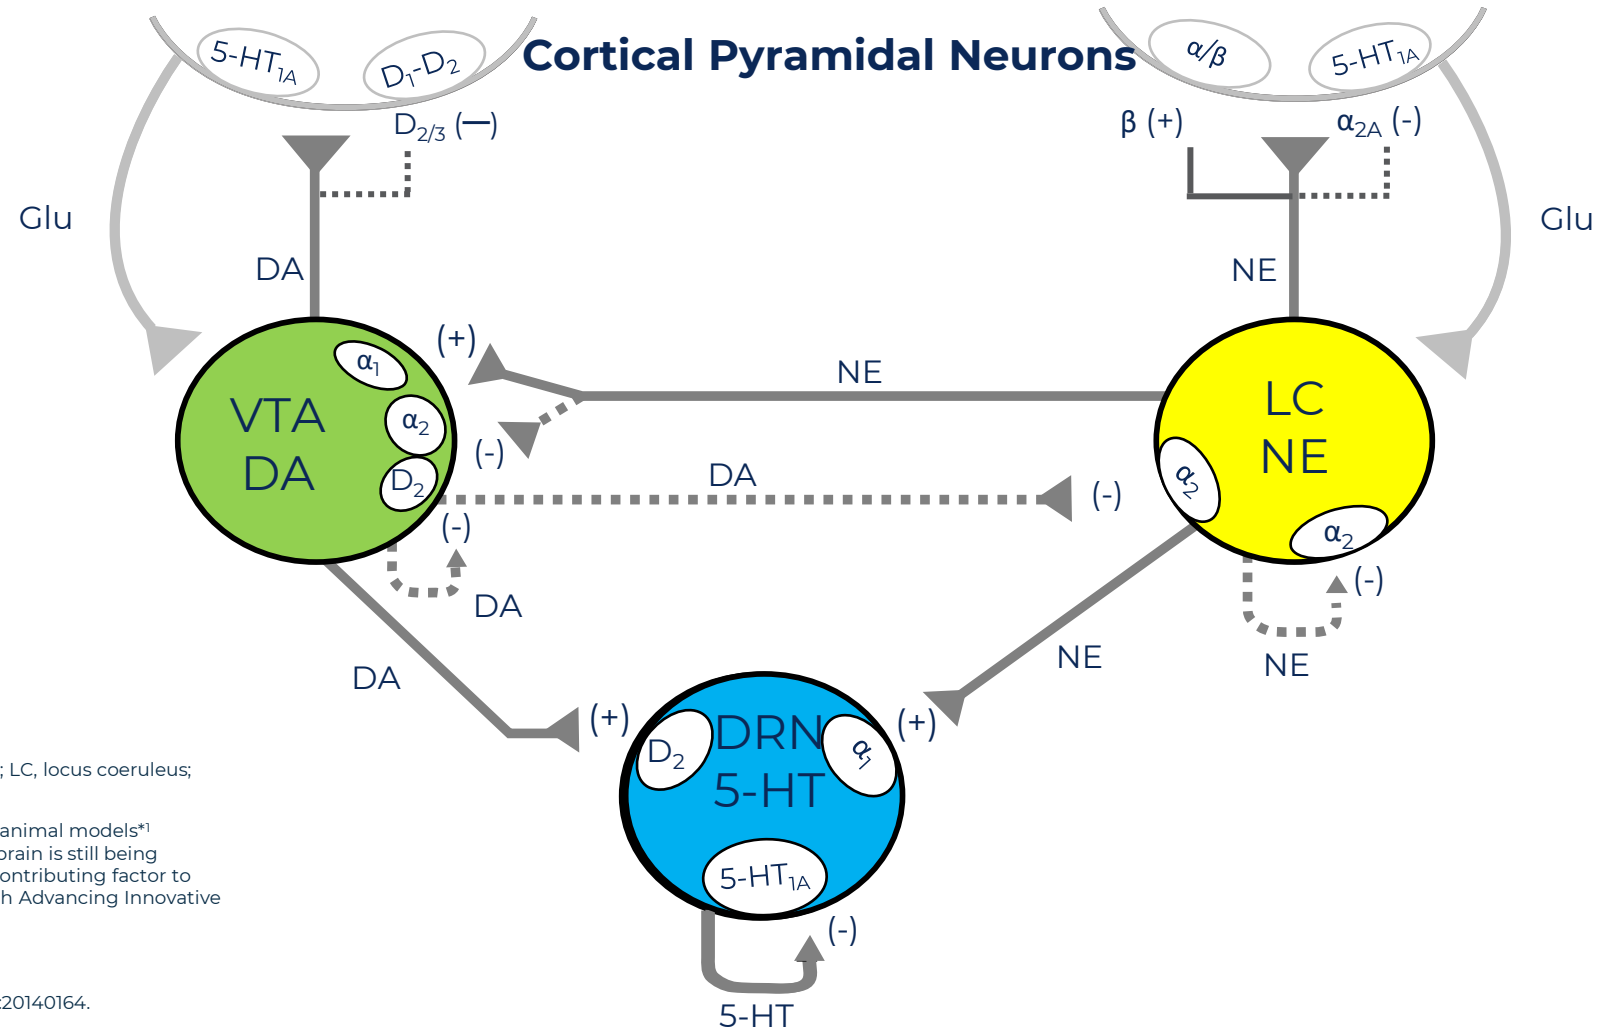 Cortical Pyramidal Neurons
5-HT1A
D1-D2
α/β
5-HT1A
D2/3 (—)
β (+)
α2A (-)
Glu
Glu
DA
NE
(+)
NE
α1
α2
D2
VTA
DA
(-)
LC
NE
α2
α2
DA
(-)
(-)
DA
(-)
NE
DA
NE
(+)
(+)
D2
DRN
5-HT
α1
5-HT1A
(-)
5-HT
; LC, locus coeruleus;
animal models*1
brain is still being
ontributing factor to
h Advancing Innovative
:20140164.